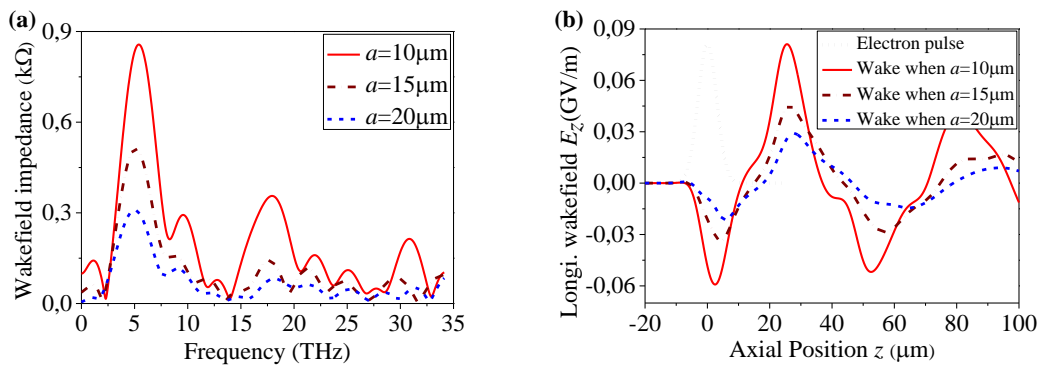 (a)
0,9
0,6
0,3
0,0
Wakefield impedance (kΩ)
a=10μm
a=15μm
a=20μm
0 5 10 15 20 25 30 35
Frequency (THz)
(b)
0,09
0,06
0,03
0,00
-0,03
-0,06
Longi. wakefield Ez(GV/m)
Electron pulse
Wake when a=10μm
Wake when a=15μm
Wake when a=20μm
-20 0 20 40 60 80 100
Axial Position z (μm)